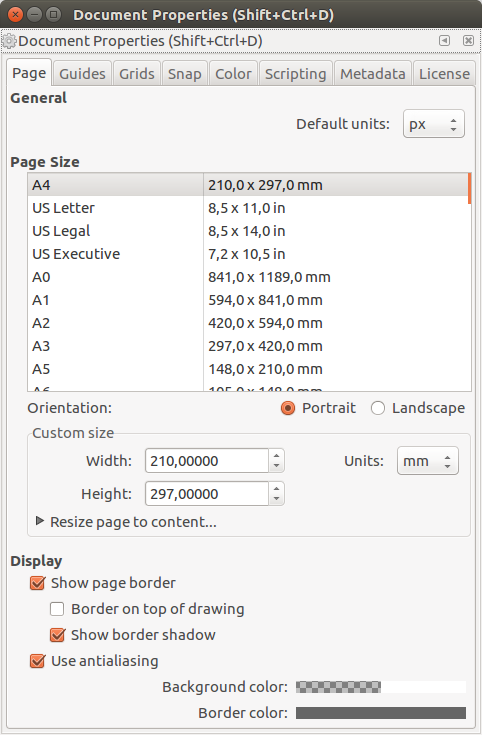 Document Properties (Shift+Ctrl+D)
Document Properties (Shift+Ctrl+D)
Page Guides Grids Snap Color Scripting Metadata License
General
Default units: px
Page Size
A4 210,0 x 297,0 mm
US Letter 8,5 x 11,0 in
US Legal 8,5 x 14,0 in
US Executive 7,2 x 10,5 in
A0 841,0 x 1189,0 mm
A1 594,0 x 841,0 mm
A2 420,0 x 594,0 mm
A3 297,0 x 420,0 mm
A5 148,0 x 210,0 mm
A6 105,0 x 148,0 mm
Orientation: Portrait Landscape
Custom size
Width: 210,00000 Units: mm
Height: 297,00000
Resize page to content...
Display
Show page border
Border on top of drawing
Show border shadow
Use antialiasing
Background color:
Border color: